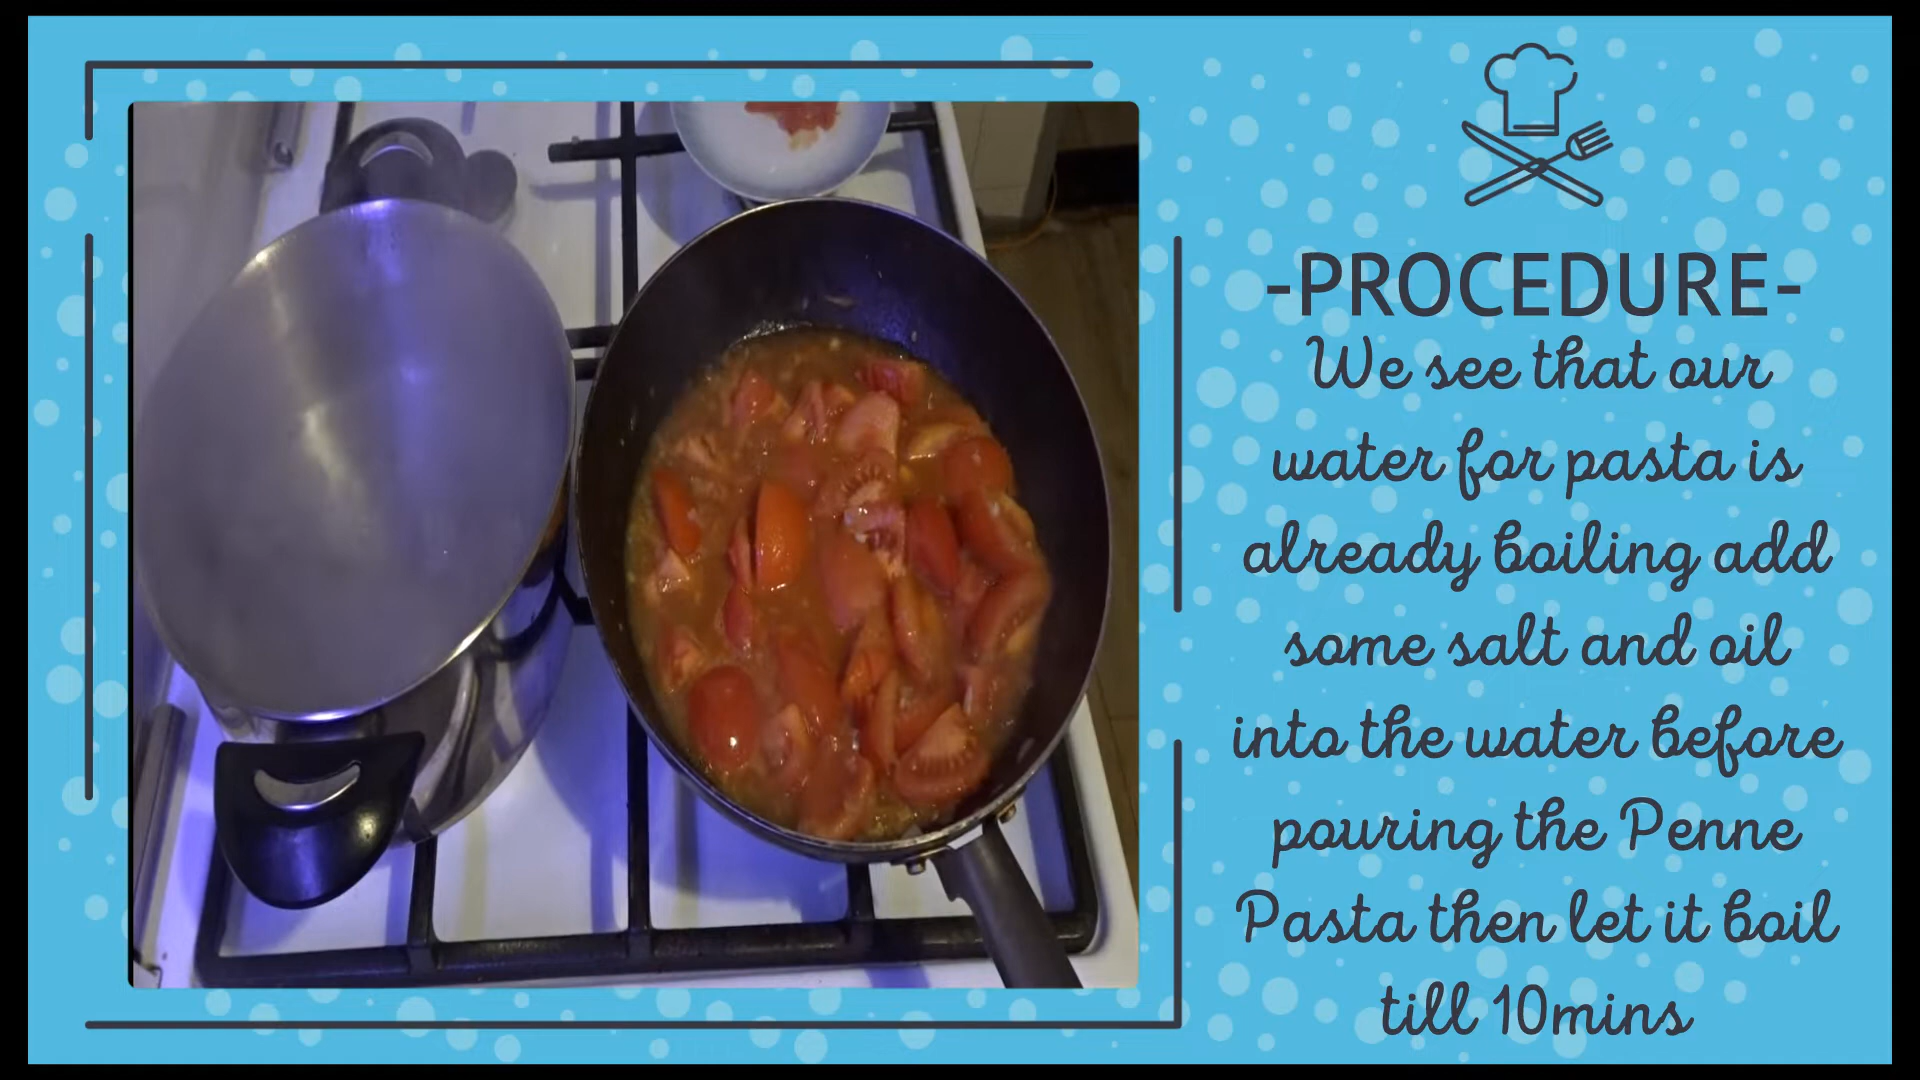 -PROCEDURE-
We see that our
water for pasta is
already boiling add
some salt and oil
into the water before
pouring the Penne
Pasta then let it boil
till 10mins